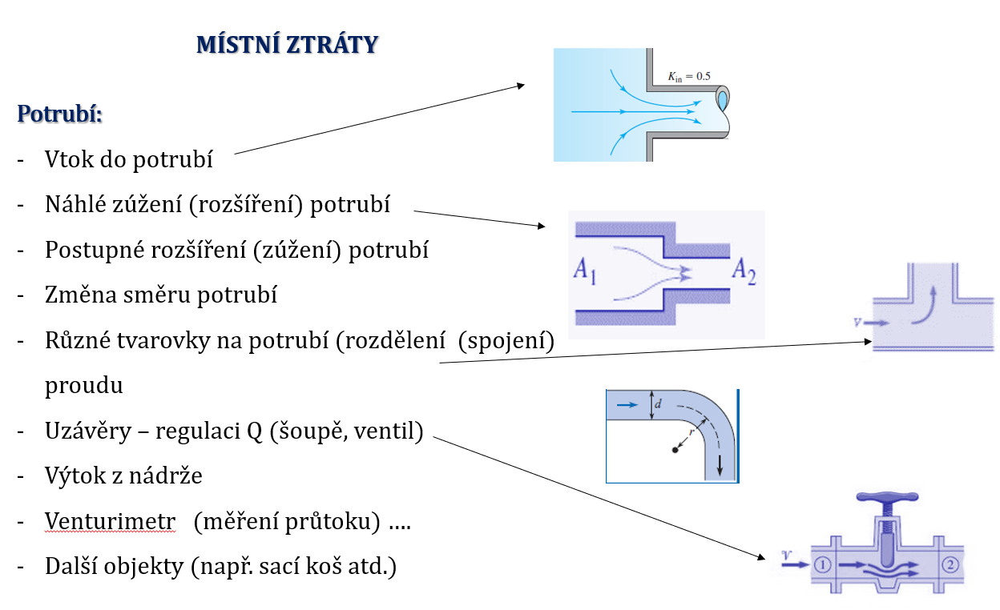 MÍSTNÍ ZTRÁTY
K_in = 0.5
Potrubí:
- Vtok do potrubí
- Náhlé zúžení (rozšíření) potrubí
- Postupné rozšíření (zúžení) potrubí
A_1
A_2
- Změna směru potrubí
- Různé tvarovky na potrubí (rozdělení (spojení)
proudu
V
- Uzávěry – regulaci Q (šoupě, ventil)
d
r
- Výtok z nádrže
- Venturimetr (měření průtoku) ....
- Další objekty (např. sací koš atd.)
V
1
2